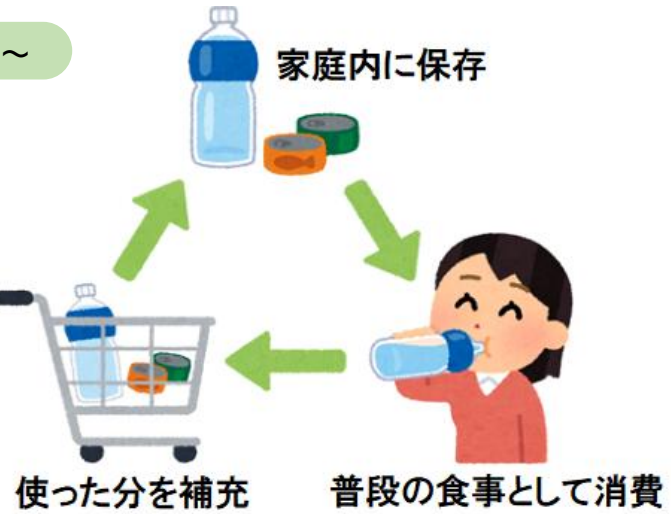 ～
家庭内に保存
使った分を補充
普段の食事として消費